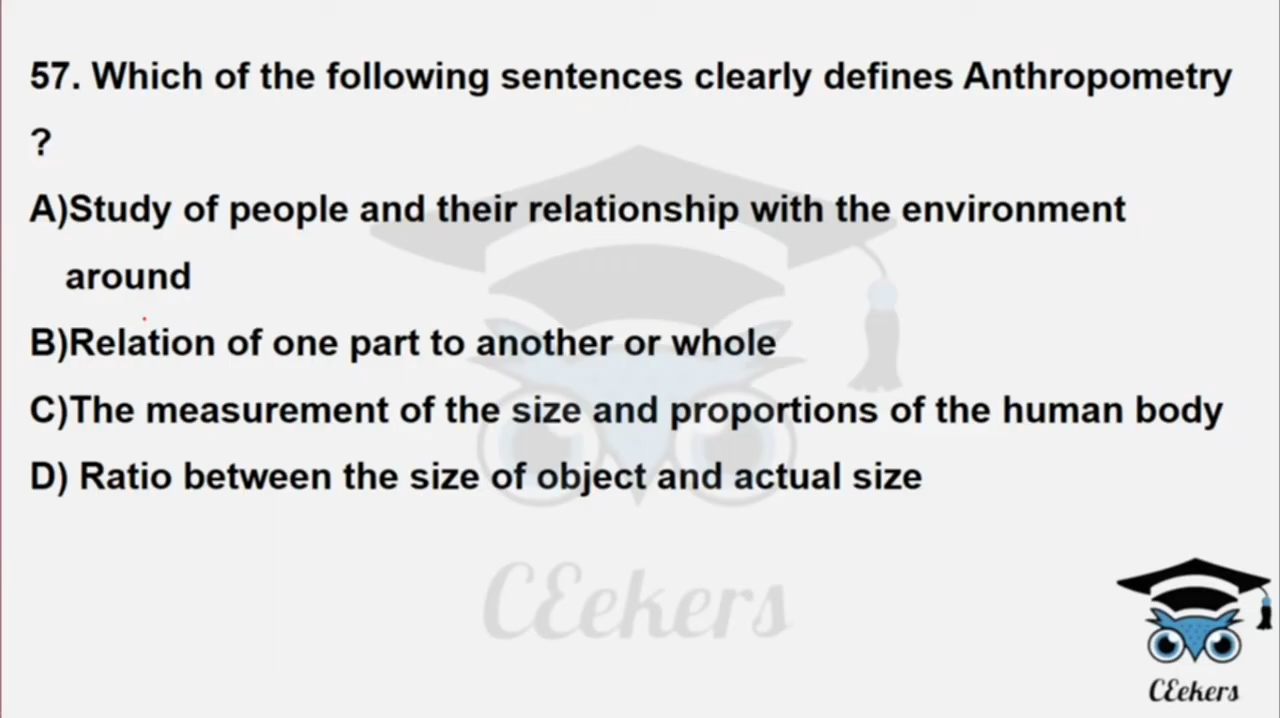 57. Which of the following sentences clearly defines Anthropometry
?
A)Study of people and their relationship with the environment
around
B)Relation of one part to another or whole
C)The measurement of the size and proportions of the human body
D) Ratio between the size of object and actual size
CEekers
CEekers